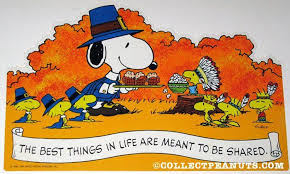 THE BEST THINGS IN LIFE ARE MEANT TO BE SHARED.
©COLLECTPEANUTS.COM